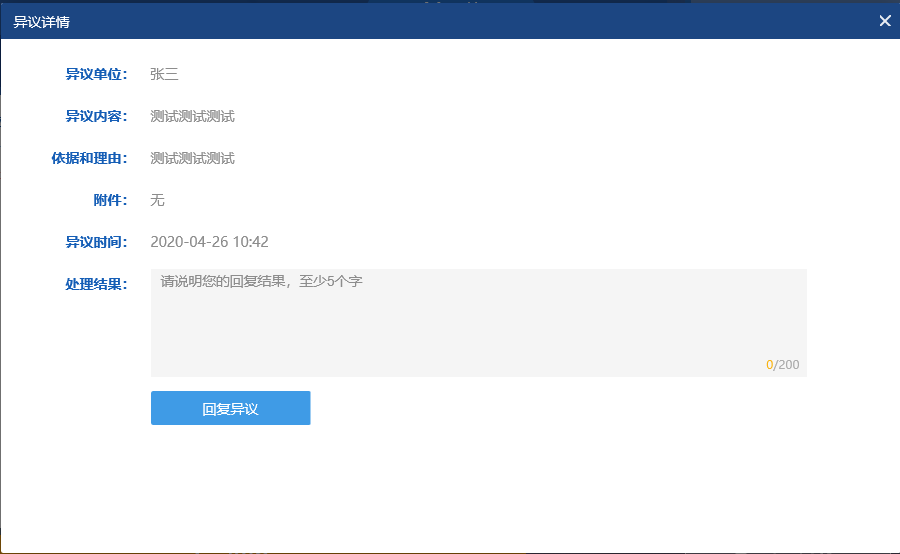 异议详情
异议单位： 张三
异议内容： 测试测试测试
依据和理由： 测试测试测试
附件： 无
异议时间： 2020-04-26 10:42
处理结果： 请说明您的回复结果，至少5个字
0/200
回复异议